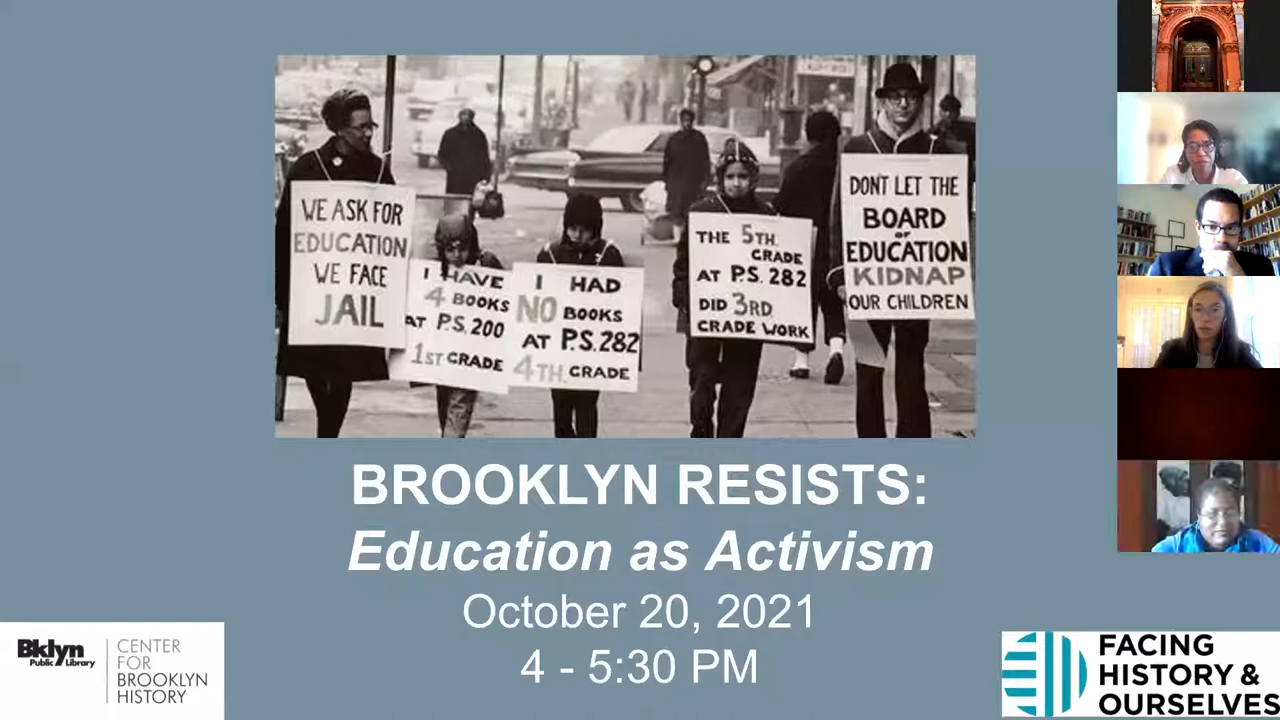 WE ASK FOR
EDUCATION
WE FACE
JAIL
I HAVE
4 BOOKS
AT P.S. 200
1ST GRADE
I HAD
NO BOOKS
AT P.S. 282
4TH. GRADE
THE 5TH.
GRADE
AT P.S. 282
DID 3RD
GRADE WORK
DONT LET THE
BOARD
OF
EDUCATION
KIDNAP
OUR CHILDREN
BROOKLYN RESISTS:
Education as Activism
October 20, 2021
4 - 5:30 PM
Bklyn
Public Library
CENTER
FOR
BROOKLYN
HISTORY
FACING
HISTORY &
OURSELVES